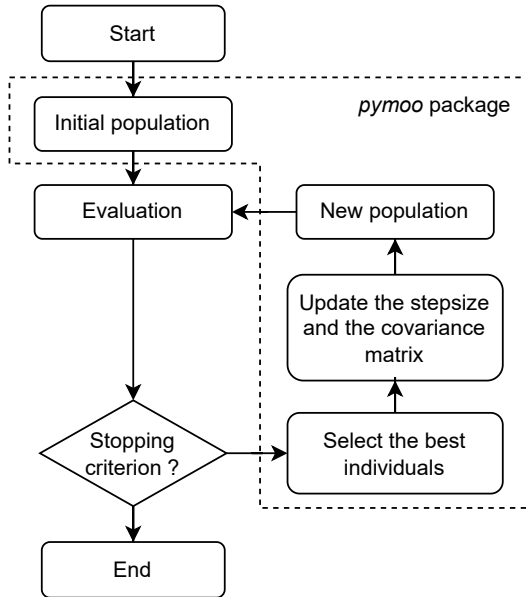 Start
pymoo package
Initial population
Evaluation
New population
Update the stepsize
and the covariance
matrix
Stopping
criterion ?
Select the best
individuals
End